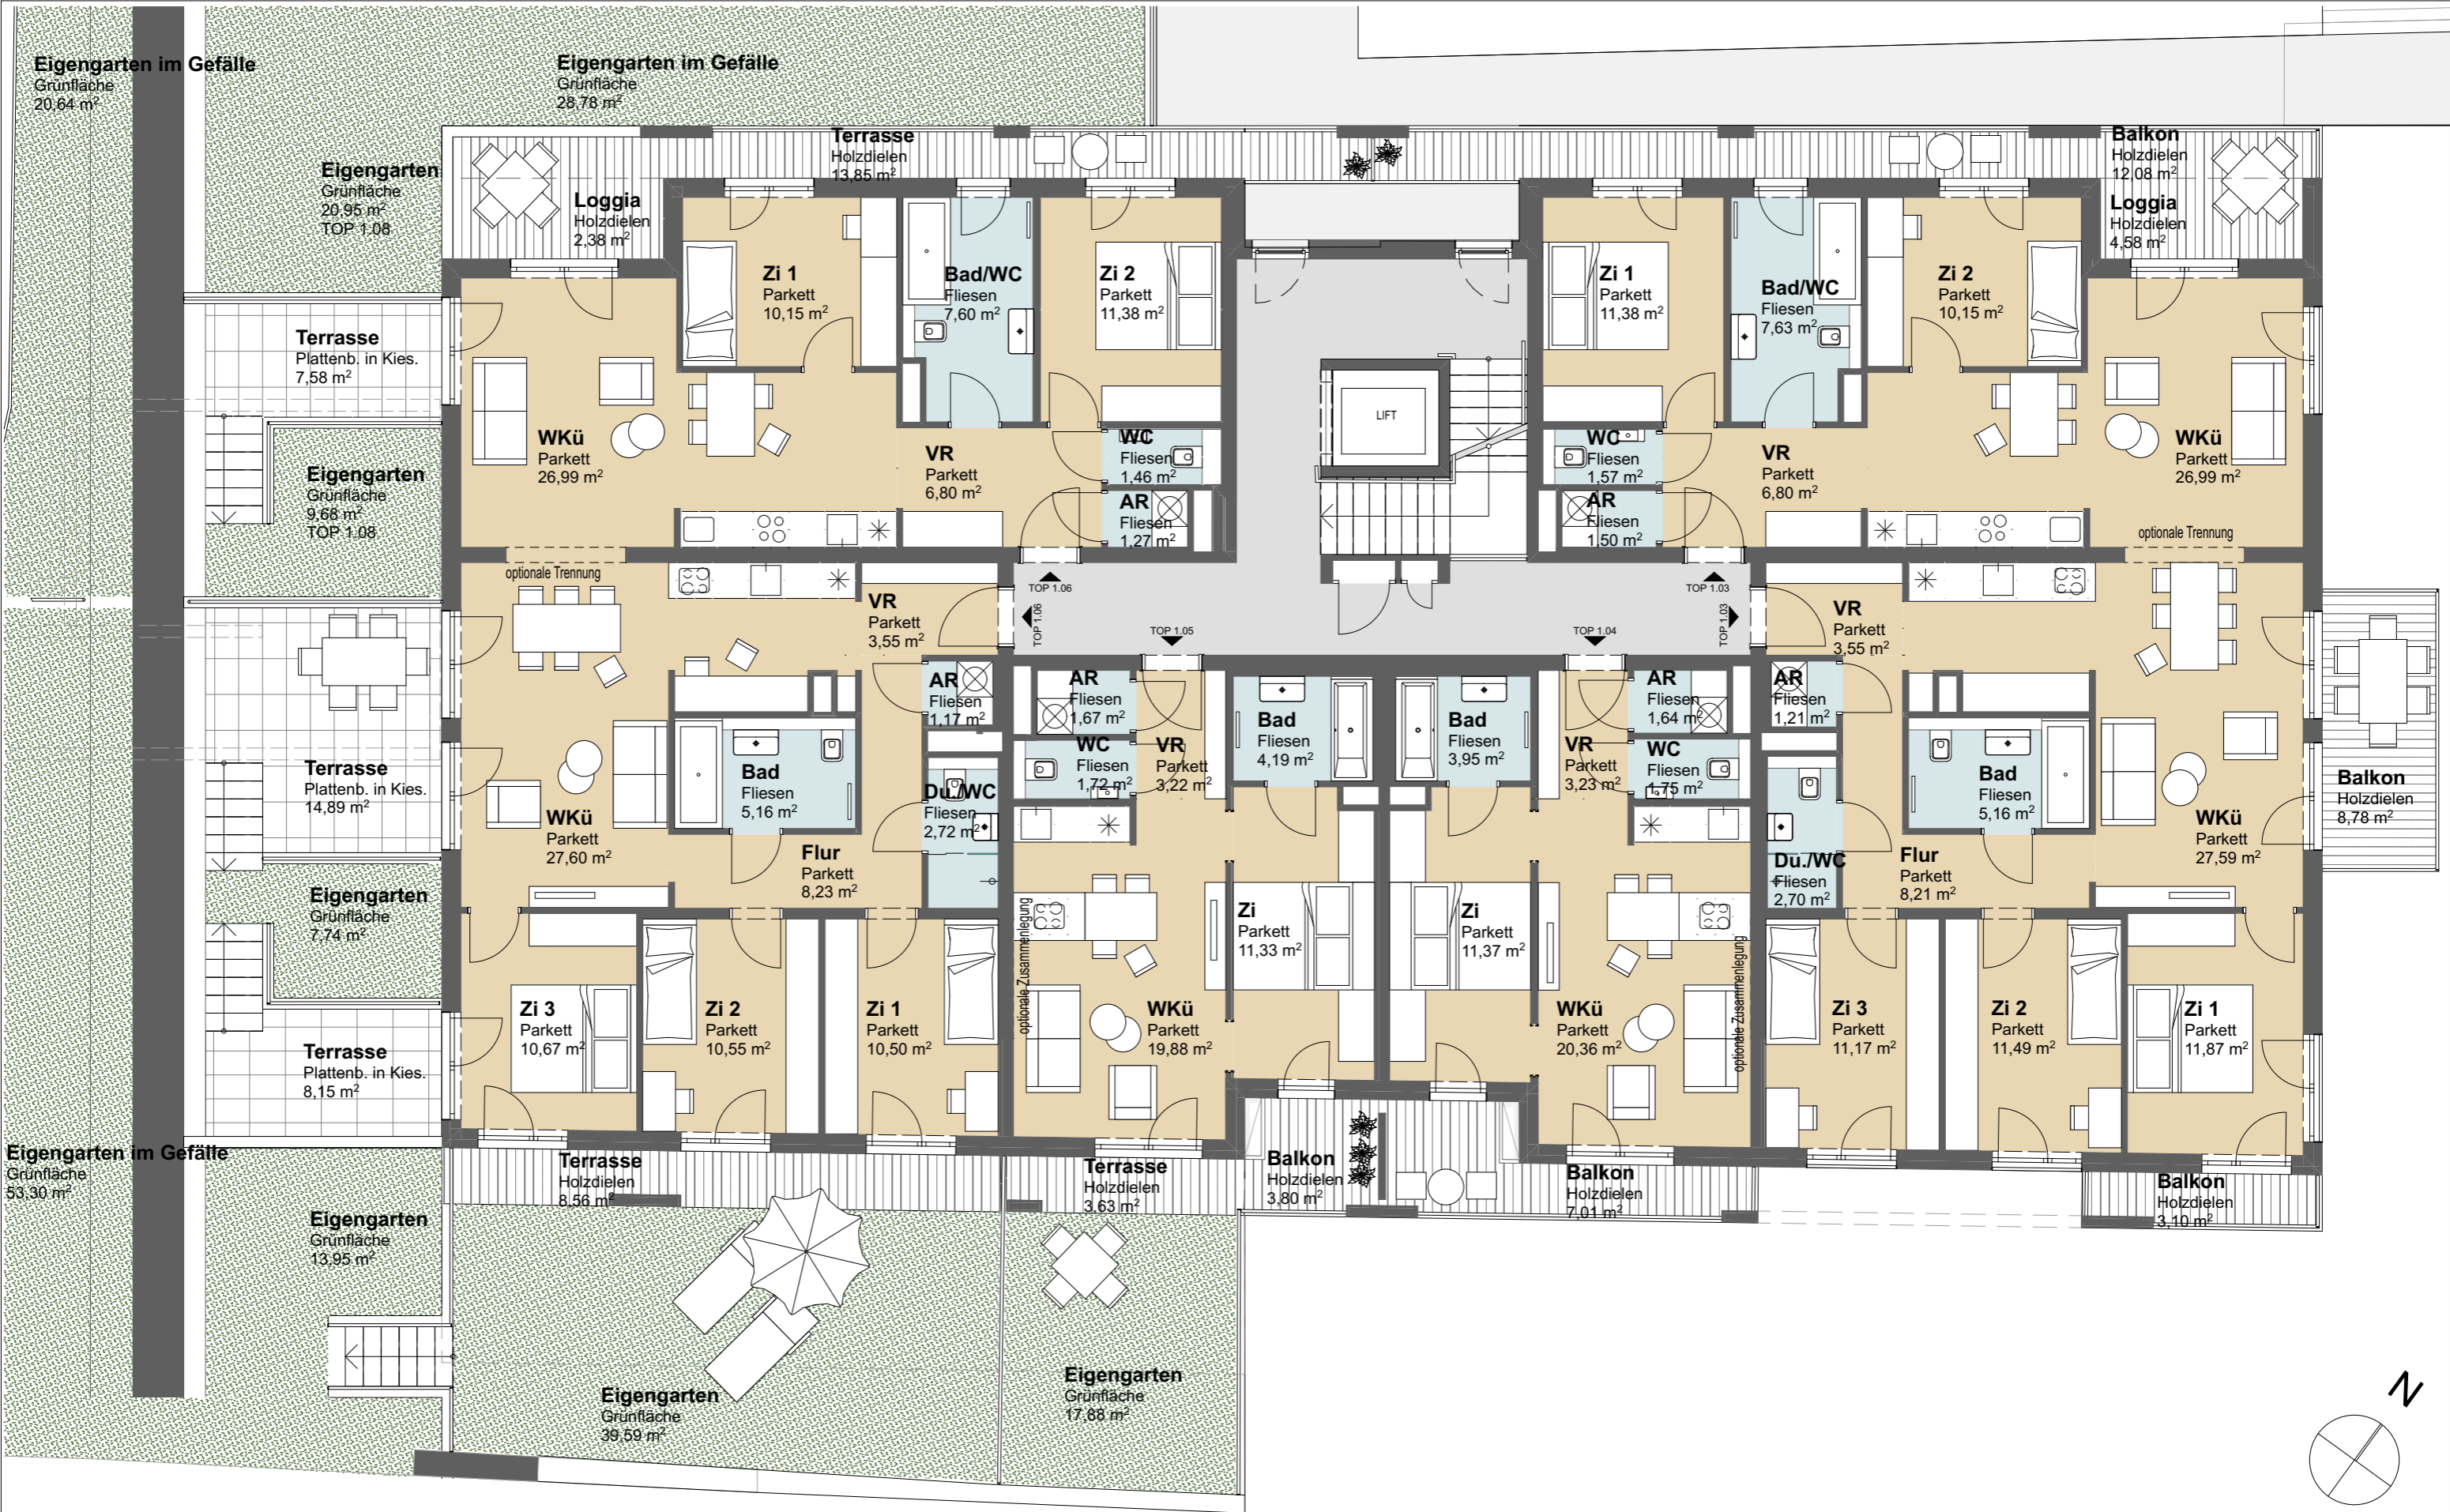 Eigengarten im Gefälle
Grünfläche
20,64 m²
Eigengarten im Gefälle
Grünfläche
28,78 m²
Terrasse
Holzdielen
13,85 m²
Balkon
Holzdielen
12,08 m²
Eigengarten
Grünfläche
20,95 m²
TOP 1.08
Loggia
Holzdielen
2,38 m²
Loggia
Holzdielen
4,58 m²
Zi 1
Parkett
10,15 m²
Bad/WC
Fliesen
7,60 m²
Zi 2
Parkett
11,38 m²
Zi 1
Parkett
11,38 m²
Bad/WC
Fliesen
7,63 m²
Zi 2
Parkett
10,15 m²
Terrasse
Plattenb. in Kies.
7,58 m²
LIFT
WKü
Parkett
26,99 m²
VR
Parkett
6,80 m²
WC
Fliesen
1,46 m²
WC
Fliesen
1,57 m²
VR
Parkett
6,80 m²
WKü
Parkett
26,99 m²
Eigengarten
Grünfläche
9,68 m²
TOP 1.08
AR
Fliesen
1,27 m²
AR
Fliesen
1,50 m²
optionale Trennung
optionale Trennung
TOP 1.06
TOP 1.06
TOP 1.05
TOP 1.04
TOP 1.03
TOP 1.03
VR
Parkett
3,55 m²
VR
Parkett
3,55 m²
AR
Fliesen
1,17 m²
AR
Fliesen
1,67 m²
AR
Fliesen
1,64 m²
AR
Fliesen
1,21 m²
Bad
Fliesen
4,19 m²
Bad
Fliesen
3,95 m²
WC
Fliesen
1,72 m²
VR
Parkett
3,22 m²
VR
Parkett
3,23 m²
WC
Fliesen
1,75 m²
Terrasse
Plattenb. in Kies.
14,89 m²
Bad
Fliesen
5,16 m²
Du./WC
Fliesen
2,72 m²
Bad
Fliesen
5,16 m²
Balkon
Holzdielen
8,78 m²
WKü
Parkett
27,60 m²
Flur
Parkett
8,23 m²
Du./WC
Fliesen
2,70 m²
Flur
Parkett
8,21 m²
WKü
Parkett
27,59 m²
Eigengarten
Grünfläche
7,74 m²
optionale Zusammenlegung
Zi
Parkett
11,33 m²
Zi
Parkett
11,37 m²
optionale Zusammenlegung
Zi 3
Parkett
10,67 m²
Zi 2
Parkett
10,55 m²
Zi 1
Parkett
10,50 m²
WKü
Parkett
19,88 m²
WKü
Parkett
20,36 m²
Zi 3
Parkett
11,17 m²
Zi 2
Parkett
11,49 m²
Zi 1
Parkett
11,87 m²
Terrasse
Plattenb. in Kies.
8,15 m²
Eigengarten im Gefälle
Grünfläche
53,30 m²
Terrasse
Holzdielen
8,56 m²
Terrasse
Holzdielen
3,63 m²
Balkon
Holzdielen
3,80 m²
Balkon
Holzdielen
7,01 m²
Balkon
Holzdielen
3,10 m²
Eigengarten
Grünfläche
13,95 m²
Eigengarten
Grünfläche
39,59 m²
Eigengarten
Grünfläche
17,88 m²
N